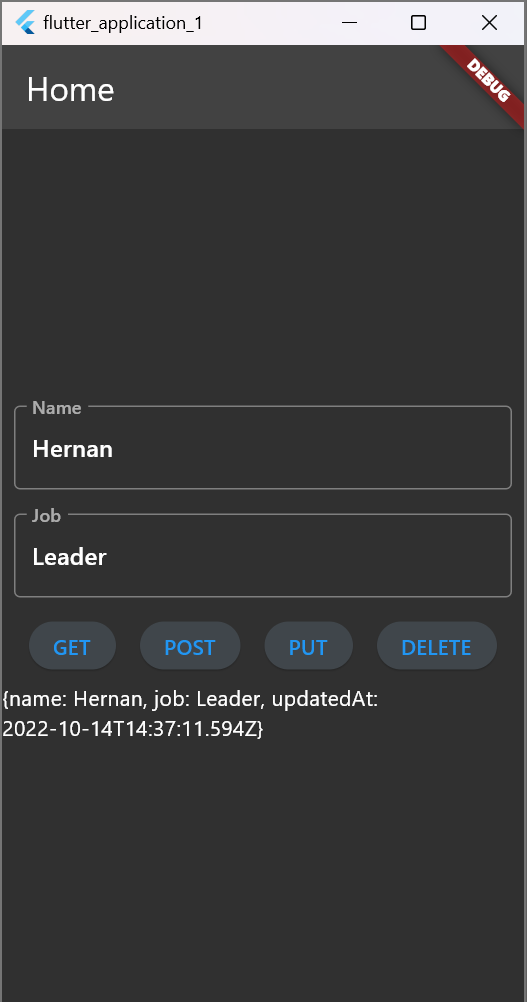 flutter_application_1
Home
DEBUG
Name
Hernan
Job
Leader
GET POST PUT DELETE
{name: Hernan, job: Leader, updatedAt:
2022-10-14T14:37:11.594Z}